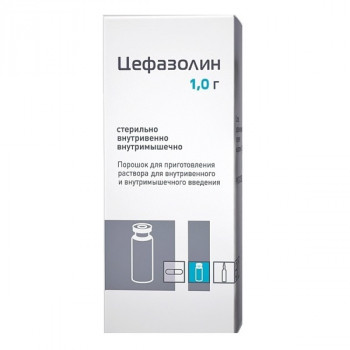 Цефазолин
1,0 г
стерильно
внутривенно
внутримышечно
Порошок для приготовления
раствора для внутривенного
и внутримышечного введения